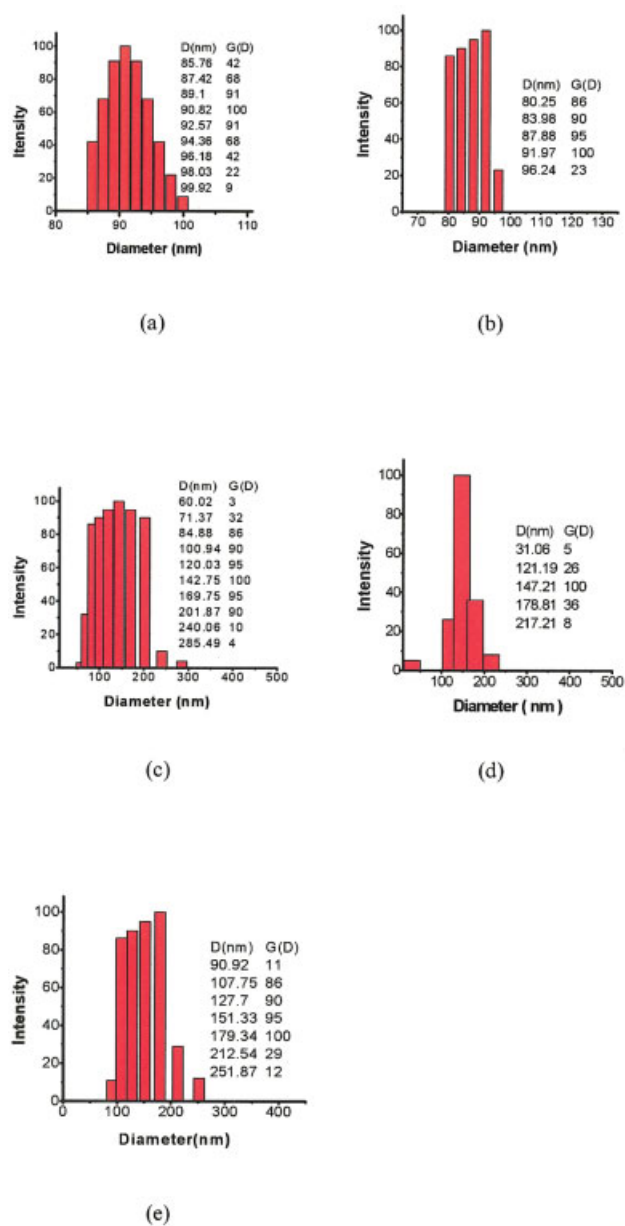 Itensity
100
80
60
40
20
0
80 90 100 110
Diameter (nm)
D(nm) G(D)
85.76 42
87.42 68
89.1 91
90.82 100
92.57 91
94.36 68
96.18 42
98.03 22
99.92 9
(a)
Intensity
100
80
60
40
20
0
70 80 90 100 110 120 130
Diameter (nm)
D(nm) G(D)
80.25 86
83.98 90
87.88 95
91.97 100
96.24 23
(b)
Intensity
100
80
60
40
20
0
100 200 300 400 500
Diameter (nm)
D(nm) G(D)
60.02 3
71.37 32
84.88 86
100.94 90
120.03 95
142.75 100
169.75 95
201.87 90
240.06 10
285.49 4
(c)
Intensity
100
80
60
40
20
0
100 200 300 400 500
Diameter ( nm )
D(nm) G(D)
31.06 5
121.19 26
147.21 100
178.81 36
217.21 8
(d)
Intensity
100
80
60
40
20
0
0 100 200 300 400
Diameter(nm)
D(nm) G(D)
90.92 11
107.75 86
127.7 90
151.33 95
179.34 100
212.54 29
251.87 12
(e)